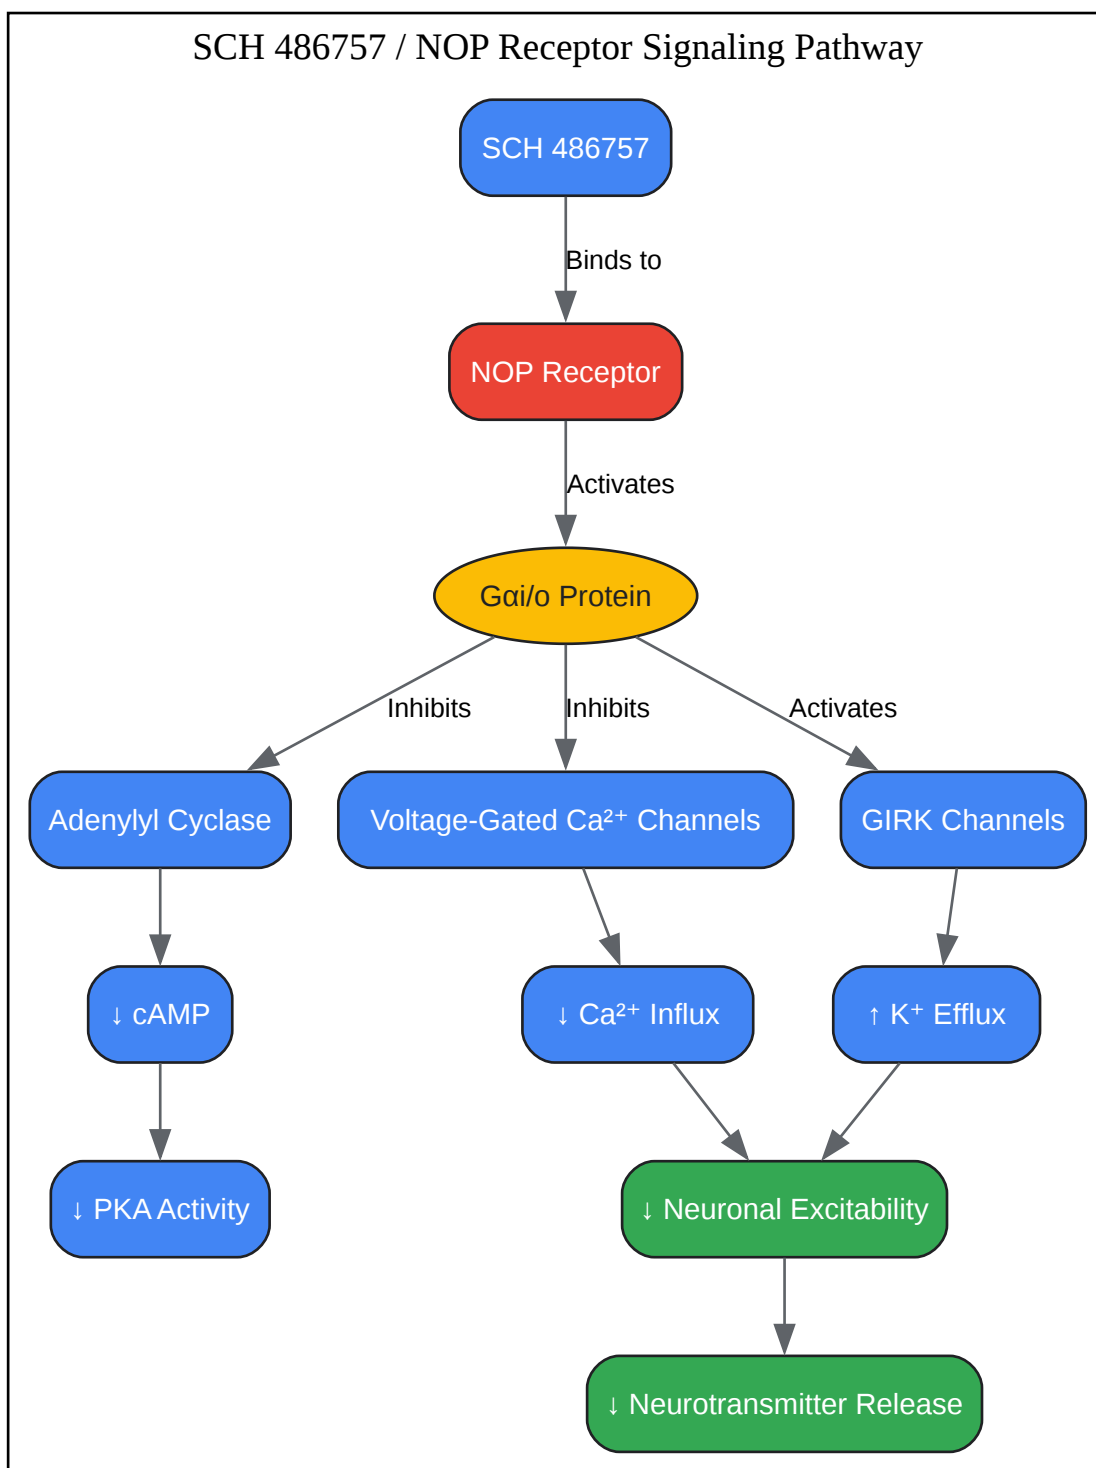 SCH 486757 / NOP Receptor Signaling Pathway
SCH 486757
Binds to
NOP Receptor
Activates
Gαi/o Protein
Inhibits
Inhibits
Activates
Adenylyl Cyclase
Voltage-Gated Ca²⁺ Channels
GIRK Channels
↓ cAMP
↓ Ca²⁺ Influx
↑ K⁺ Efflux
↓ PKA Activity
↓ Neuronal Excitability
↓ Neurotransmitter Release